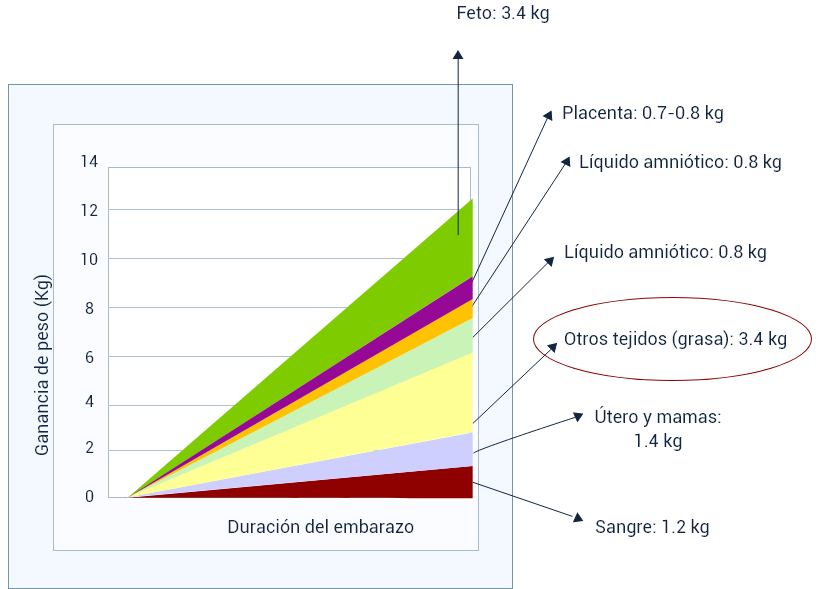 Feto: 3.4 kg
Placenta: 0.7-0.8 kg
Líquido amniótico: 0.8 kg
Líquido amniótico: 0.8 kg
Otros tejidos (grasa): 3.4 kg
Útero y mamas:
1.4 kg
Sangre: 1.2 kg
Ganancia de peso (Kg)
14
12
10
8
6
4
2
0
Duración del embarazo